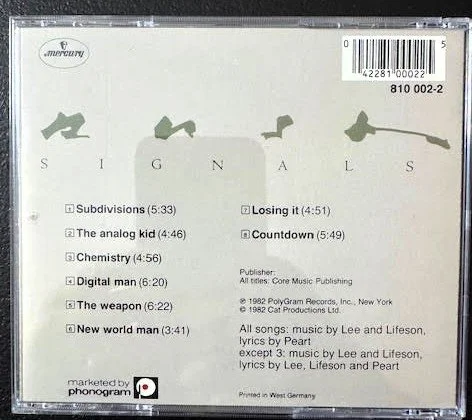 mercury
0 42281 00022 5
810 002-2
S I G N A L S
1 Subdivisions (5:33)
2 The analog kid (4:46)
3 Chemistry (4:56)
4 Digital man (6:20)
5 The weapon (6:22)
6 New world man (3:41)
7 Losing it (4:51)
8 Countdown (5:49)
Publisher:
All titles: Core Music Publishing
℗ 1982 PolyGram Records, Inc., New York
© 1982 Cat Productions Ltd.
All songs: music by Lee and Lifeson,
lyrics by Peart
except 3: music by Lee and Lifeson,
lyrics by Lee, Lifeson and Peart
marketed by
phonogram
Printed in West Germany